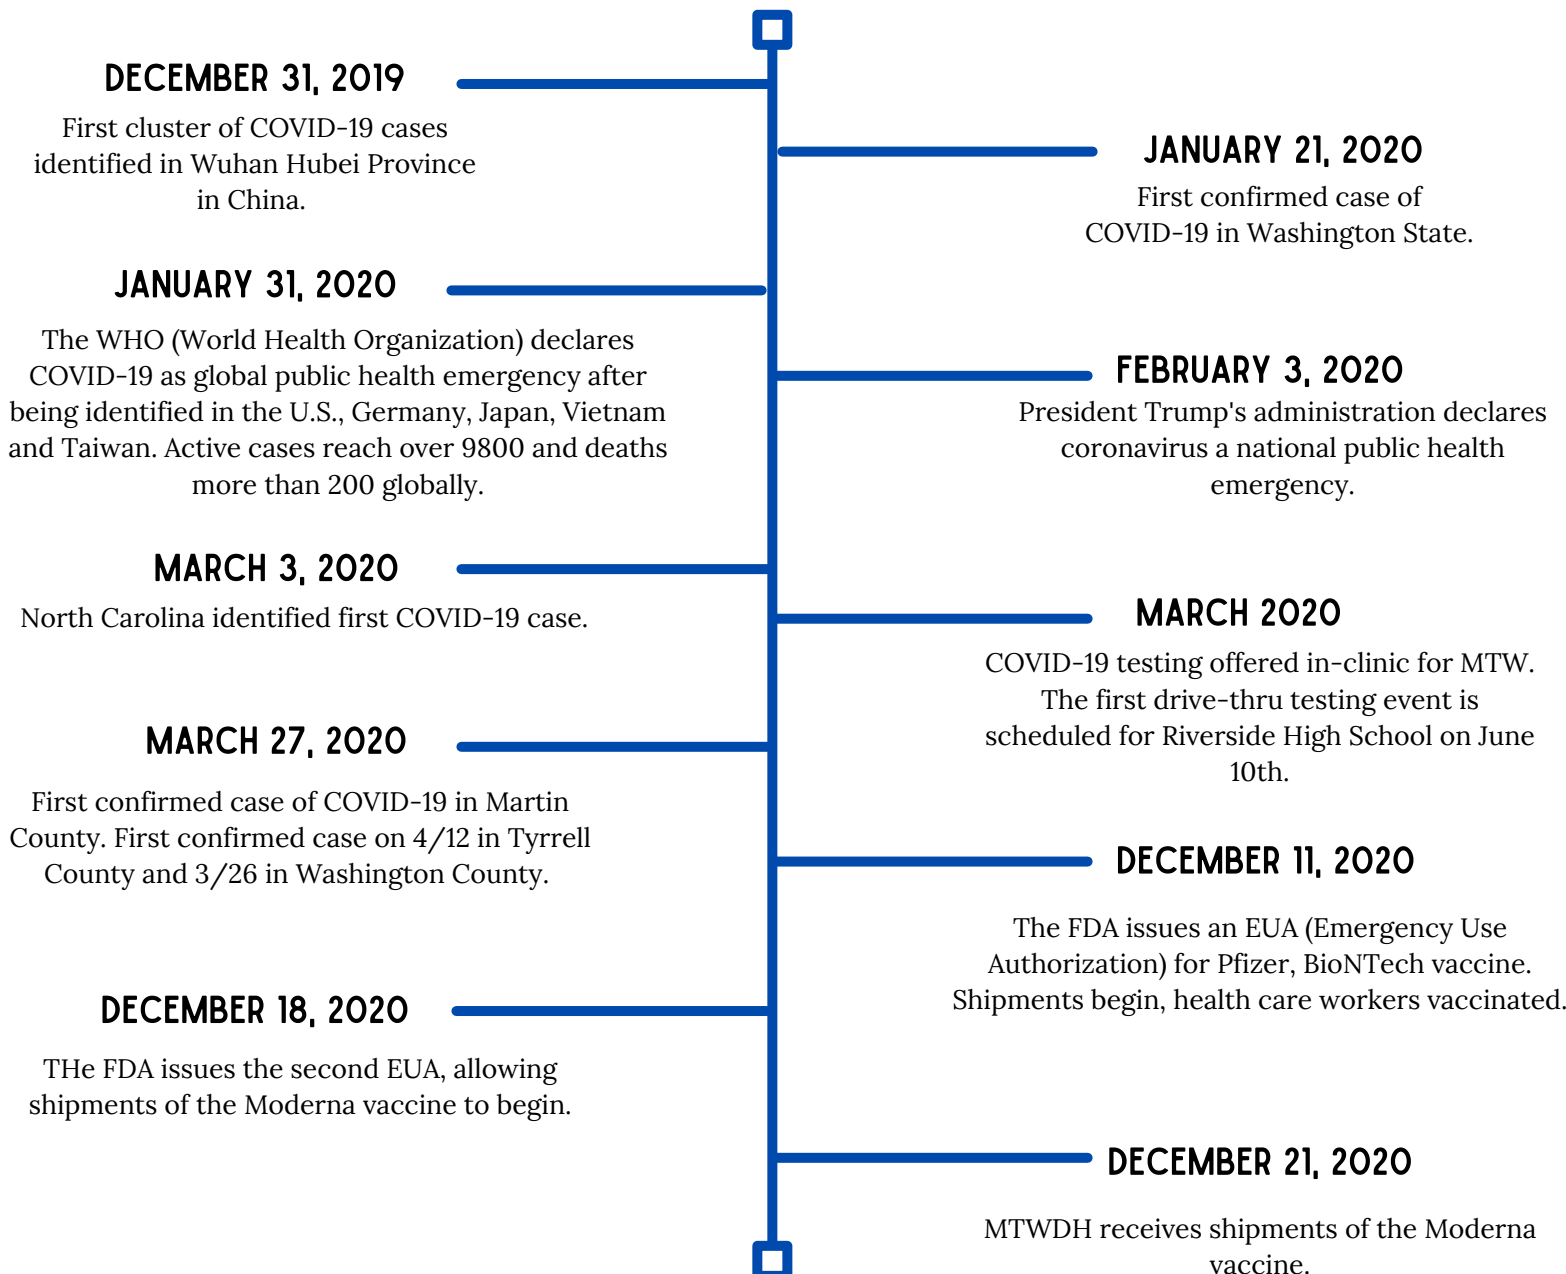 DECEMBER 31, 2019
First cluster of COVID-19 cases
identified in Wuhan Hubei Province
in China.
JANUARY 21, 2020
First confirmed case of
COVID-19 in Washington State.
JANUARY 31, 2020
The WHO (World Health Organization) declares
COVID-19 as global public health emergency after
being identified in the U.S., Germany, Japan, Vietnam
and Taiwan. Active cases reach over 9800 and deaths
more than 200 globally.
FEBRUARY 3, 2020
President Trump's administration declares
coronavirus a national public health
emergency.
MARCH 3, 2020
North Carolina identified first COVID-19 case.
MARCH 2020
COVID-19 testing offered in-clinic for MTW.
The first drive-thru testing event is
scheduled for Riverside High School on June
10th.
MARCH 27, 2020
First confirmed case of COVID-19 in Martin
County. First confirmed case on 4/12 in Tyrrell
County and 3/26 in Washington County.
DECEMBER 11, 2020
The FDA issues an EUA (Emergency Use
Authorization) for Pfizer, BioNTech vaccine.
Shipments begin, health care workers vaccinated.
DECEMBER 18, 2020
THe FDA issues the second EUA, allowing
shipments of the Moderna vaccine to begin.
DECEMBER 21, 2020
MTWDH receives shipments of the Moderna
vaccine.